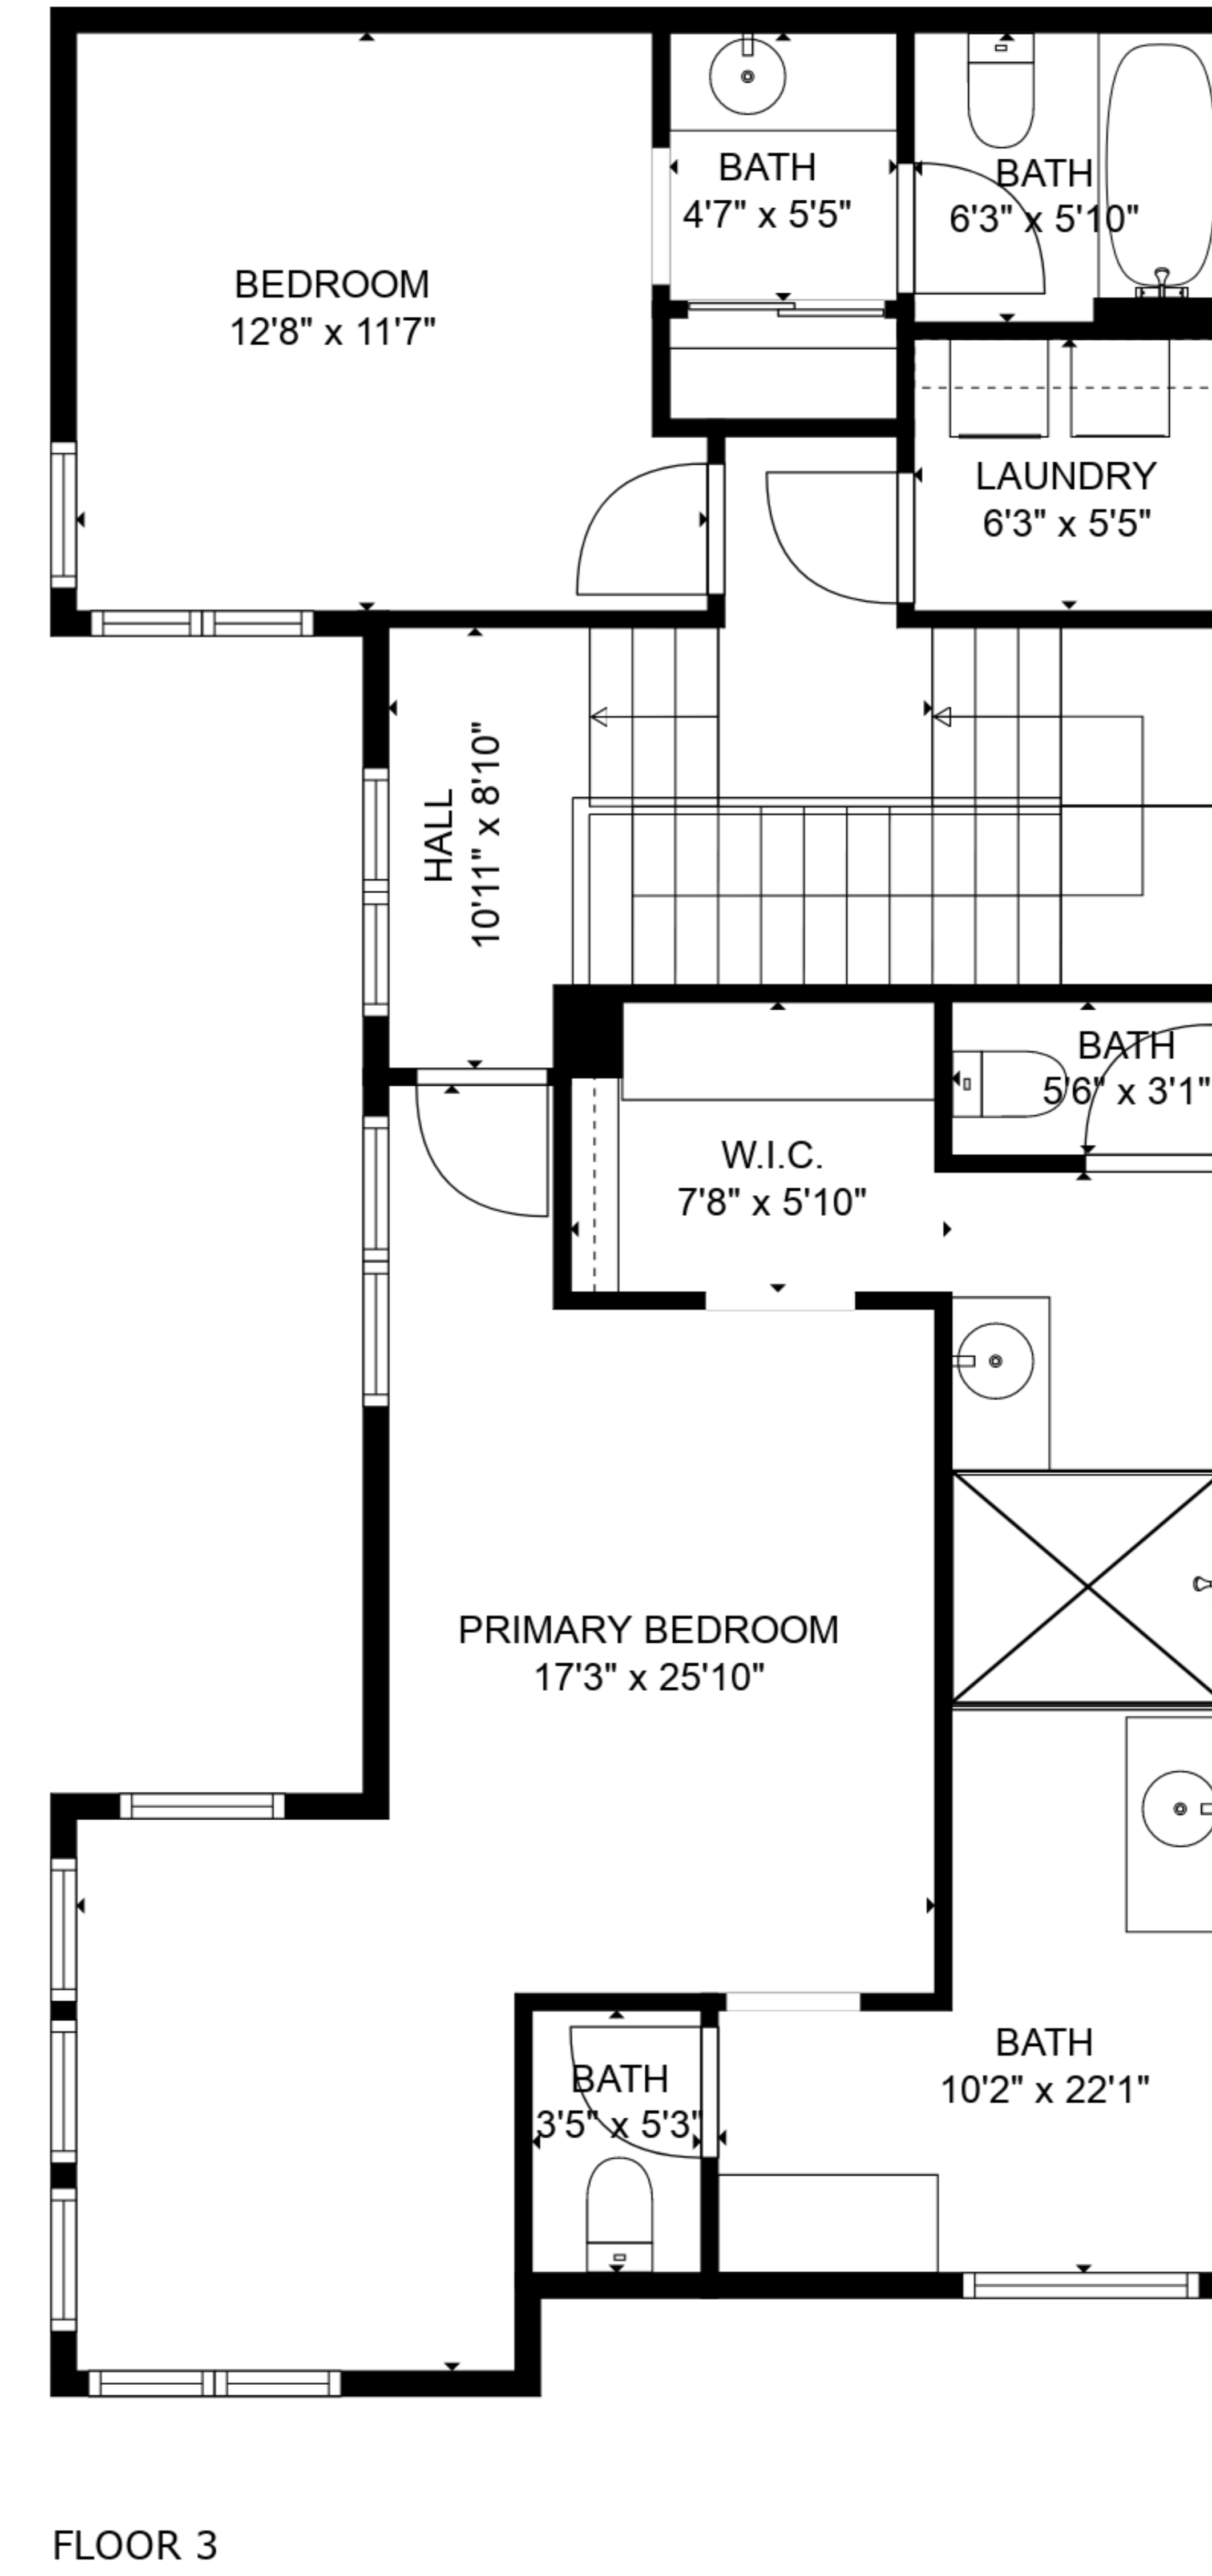 BATH
4'7" x 5'5"
BATH
6'3" x 5'10"
BEDROOM
12'8" x 11'7"
LAUNDRY
6'3" x 5'5"
HALL
10'11" x 8'10"
BATH
5'6" x 3'1"
W.I.C.
7'8" x 5'10"
PRIMARY BEDROOM
17'3" x 25'10"
BATH
10'2" x 22'1"
BATH
3'5" x 5'3"
FLOOR 3